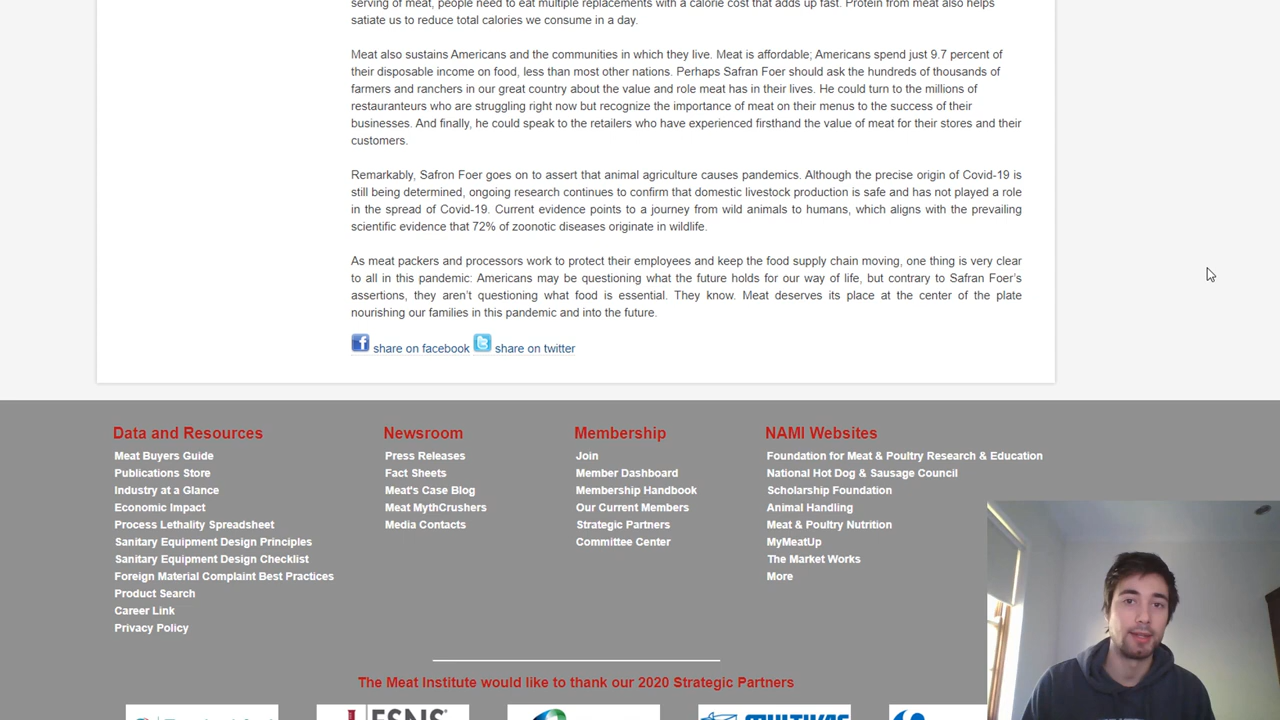 serving of meat, people need to eat multiple replacements with a calorie cost that adds up fast. Protein from meat also helps
satiate us to reduce total calories we consume in a day.
Meat also sustains Americans and the communities in which they live. Meat is affordable; Americans spend just 9.7 percent of
their disposable income on food, less than most other nations. Perhaps Safran Foer should ask the hundreds of thousands of
farmers and ranchers in our great country about the value and role meat has in their lives. He could turn to the millions of
restauranteurs who are struggling right now but recognize the importance of meat on their menus to the success of their
businesses. And finally, he could speak to the retailers who have experienced firsthand the value of meat for their stores and their
customers.
Remarkably, Safron Foer goes on to assert that animal agriculture causes pandemics. Although the precise origin of Covid-19 is
still being determined, ongoing research continues to confirm that domestic livestock production is safe and has not played a role
in the spread of Covid-19. Current evidence points to a journey from wild animals to humans, which aligns with the prevailing
scientific evidence that 72% of zoonotic diseases originate in wildlife.
As meat packers and processors work to protect their employees and keep the food supply chain moving, one thing is very clear
to all in this pandemic: Americans may be questioning what the future holds for our way of life, but contrary to Safran Foer’s
assertions, they aren’t questioning what food is essential. They know. Meat deserves its place at the center of the plate
nourishing our families in this pandemic and into the future.
share on facebook share on twitter
Data and Resources
Meat Buyers Guide
Publications Store
Industry at a Glance
Economic Impact
Process Lethality Spreadsheet
Sanitary Equipment Design Principles
Sanitary Equipment Design Checklist
Foreign Material Complaint Best Practices
Product Search
Career Link
Privacy Policy
Newsroom
Press Releases
Fact Sheets
Meat's Case Blog
Meat MythCrushers
Media Contacts
Membership
Join
Member Dashboard
Membership Handbook
Our Current Members
Strategic Partners
Committee Center
NAMI Websites
Foundation for Meat & Poultry Research & Education
National Hot Dog & Sausage Council
Scholarship Foundation
Animal Handling
Meat & Poultry Nutrition
MyMeatUp
The Market Works
More
The Meat Institute would like to thank our 2020 Strategic Partners
FSNS
MULTIVAC